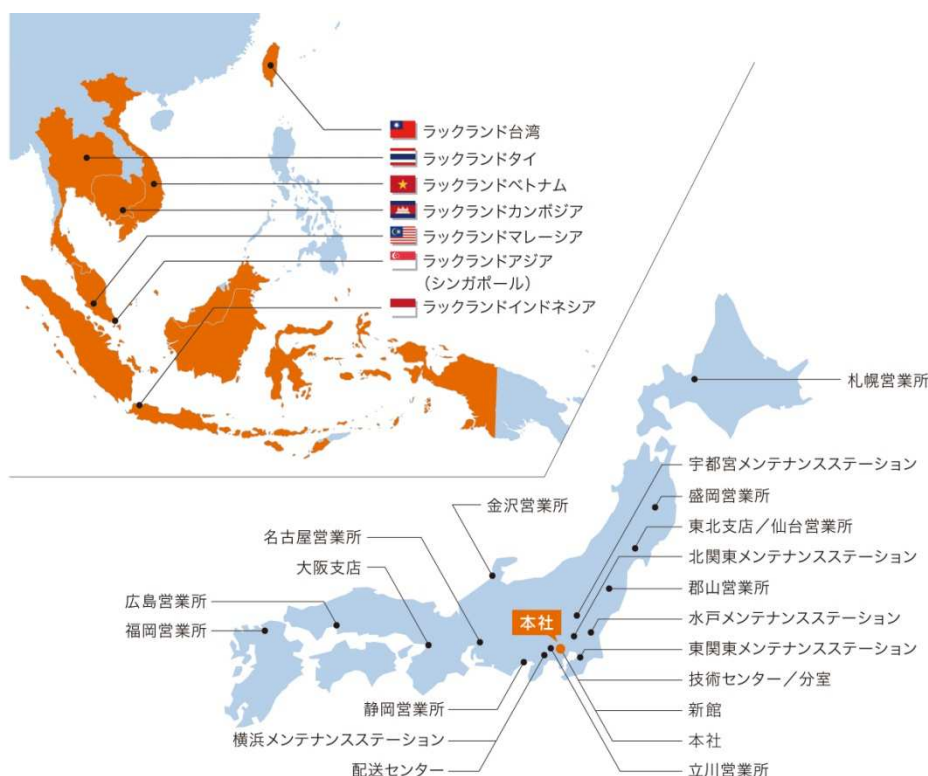 ラックランド台湾
ラックランドタイ
ラックランドベトナム
ラックランドカンボジア
ラックランドマレーシア
ラックランドアジア
（シンガポール）
ラックランドインドネシア
札幌営業所
宇都宮メンテナンスステーション
盛岡営業所
東北支店／仙台営業所
北関東メンテナンスステーション
郡山営業所
水戸メンテナンスステーション
東関東メンテナンスステーション
技術センター／分室
新館
本社
立川営業所
金沢営業所
名古屋営業所
大阪支店
広島営業所
福岡営業所
本社
静岡営業所
横浜メンテナンスステーション
配送センター